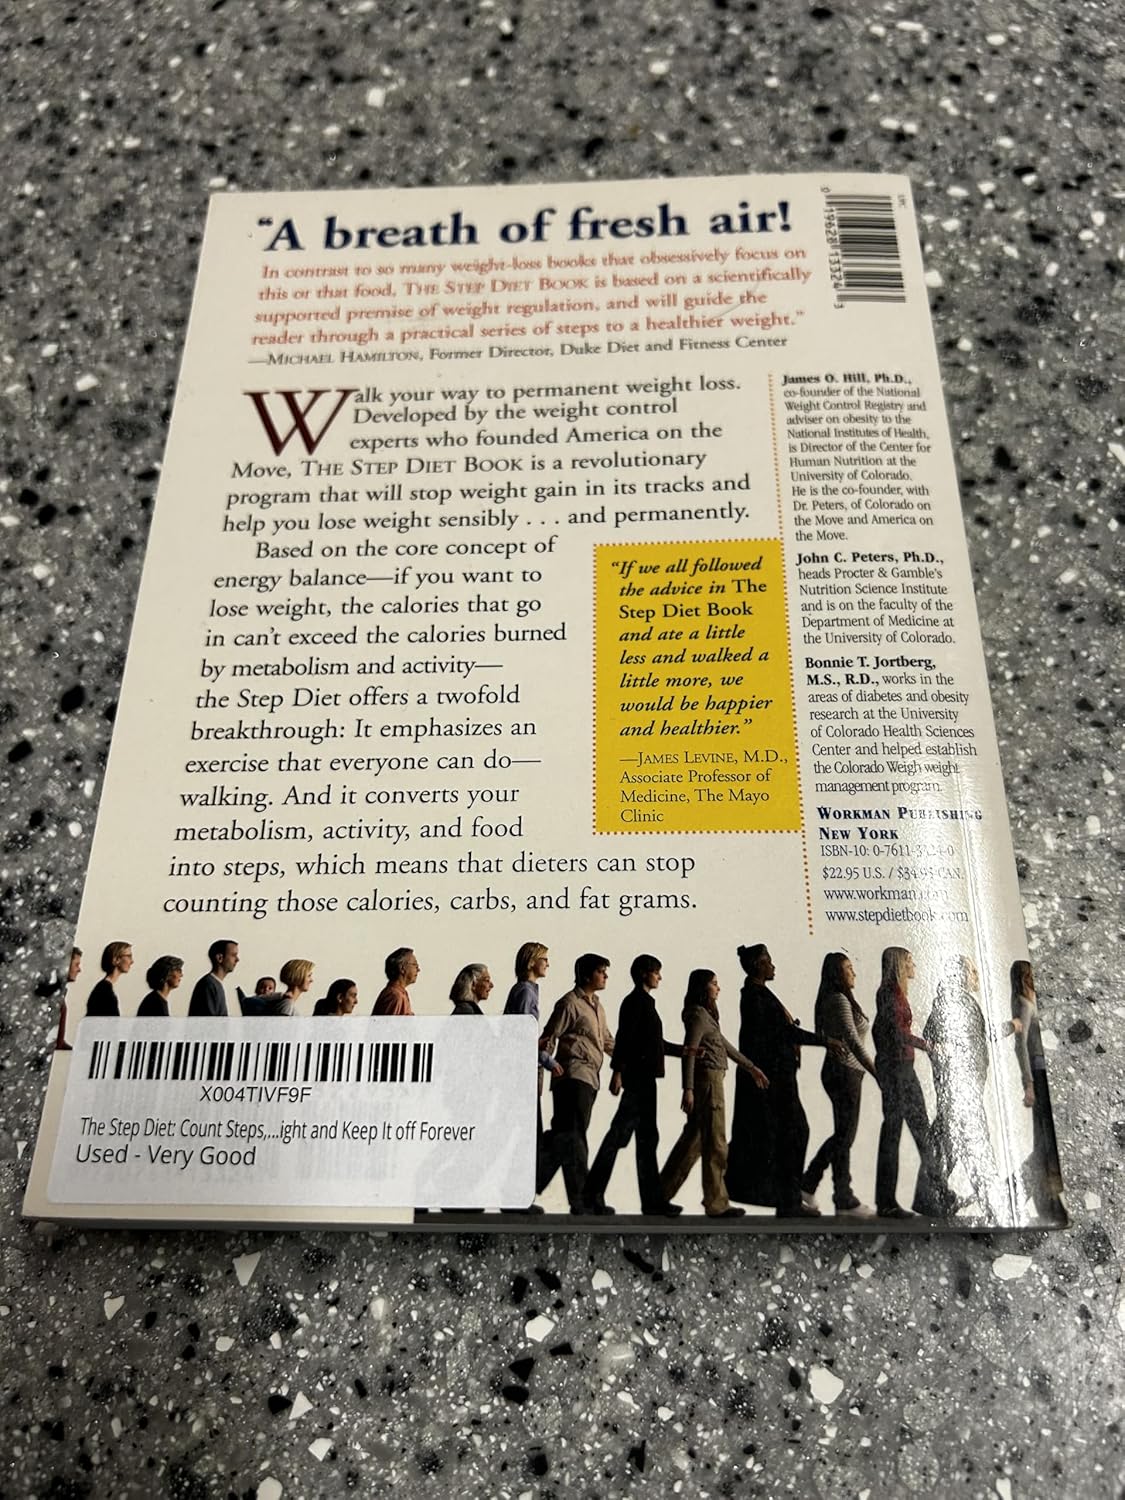 “A breath of fresh air!
In contrast to so many weight-loss books that obsessively focus on
this or that food, THE STEP DIET BOOK is based on a scientifically
supported premise of weight regulation, and will guide the
reader through a practical series of steps to a healthier weight.”
—MICHAEL HAMILTON, Former Director, Duke Diet and Fitness Center
Walk your way to permanent weight loss.
Developed by the weight control
experts who founded America on the
Move, THE STEP DIET BOOK is a revolutionary
program that will stop weight gain in its tracks and
help you lose weight sensibly . . . and permanently.
Based on the core concept of
energy balance—if you want to
lose weight, the calories that go
in can’t exceed the calories burned
by metabolism and activity—
the Step Diet offers a twofold
breakthrough: It emphasizes an
exercise that everyone can do—
walking. And it converts your
metabolism, activity, and food
into steps, which means that dieters can stop
counting those calories, carbs, and fat grams.
“If we all followed
the advice in The
Step Diet Book
and ate a little
less and walked a
little more, we
would be happier
and healthier.”
—JAMES LEVINE, M.D.,
Associate Professor of
Medicine, The Mayo
Clinic
James O. Hill, Ph.D.,
co-founder of the National
Weight Control Registry and
adviser on obesity to the
National Institutes of Health,
is Director of the Center for
Human Nutrition at the
University of Colorado.
He is the co-founder, with
Dr. Peters, of Colorado on
the Move and America on
the Move.
John C. Peters, Ph.D.,
heads Procter & Gamble’s
Nutrition Science Institute
and is on the faculty of the
Department of Medicine at
the University of Colorado.
Bonnie T. Jortberg,
M.S., R.D., works in the
areas of diabetes and obesity
research at the University
of Colorado Health Sciences
Center and helped establish
the Colorado Weigh weight
management program.
WORKMAN PUBLISHING
NEW YORK
ISBN-10:
$22.95 U.S. / $34.95 CAN.
www.workman.com
www.stepdietbook.com
X004TIVF9F
The Step Diet: Count Steps,...ight and Keep It off Forever
Used - Very Good